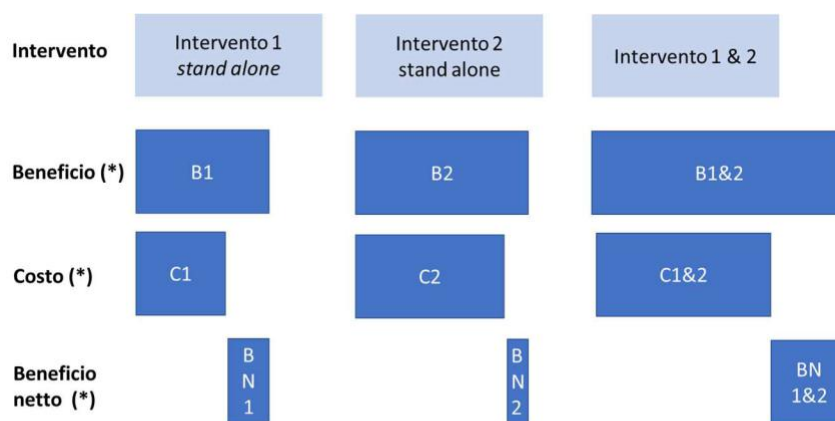 Intervento
Intervento 1
stand alone
Intervento 2
stand alone
Intervento 1 & 2
Beneficio (*)
B1
B2
B1&2
Costo (*)
C1
C2
C1&2
Beneficio
netto (*)
B
N
1
B
N
2
BN
1&2